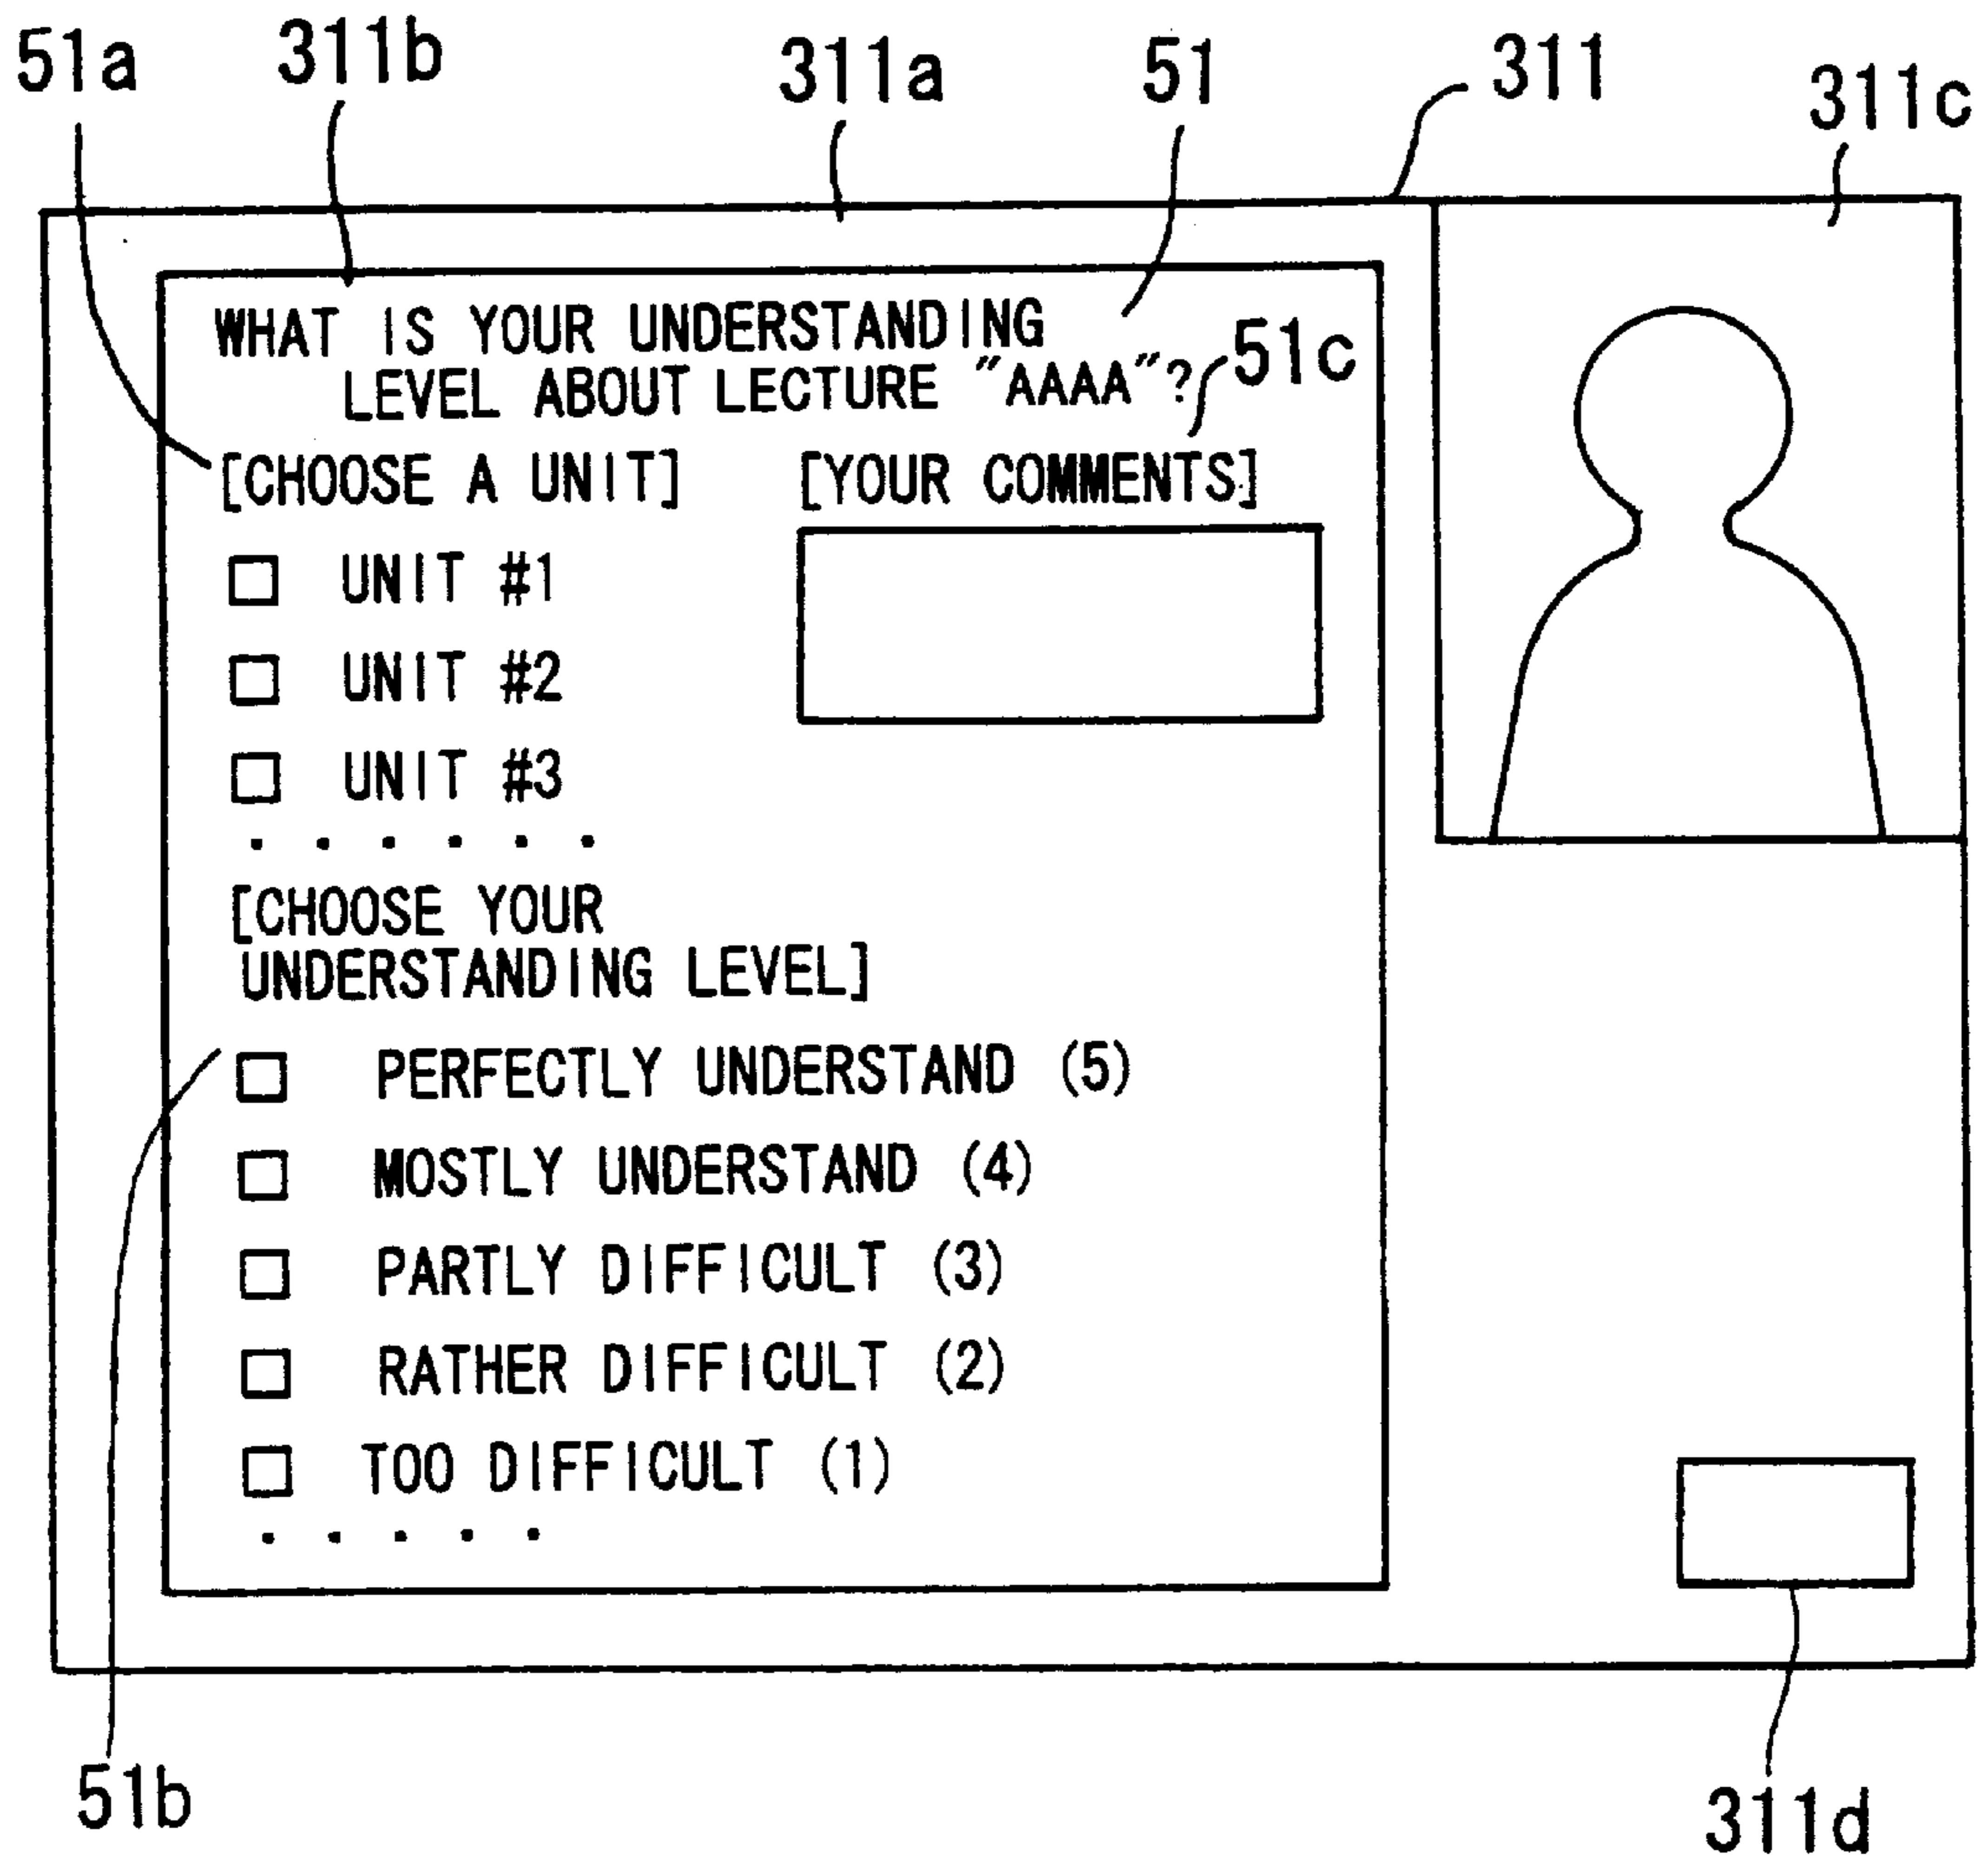 51a 311b 311a 51 311 311c
WHAT IS YOUR UNDERSTANDING
LEVEL ABOUT LECTURE "AAAA"? 51c
[CHOOSE A UNIT] [YOUR COMMENTS]
UNIT #1
UNIT #2
UNIT #3
. . . . . .
[CHOOSE YOUR
UNDERSTANDING LEVEL]
PERFECTLY UNDERSTAND (5)
MOSTLY UNDERSTAND (4)
PARTLY DIFFICULT (3)
RATHER DIFFICULT (2)
TOO DIFFICULT (1)
. . . . .
51b 311d